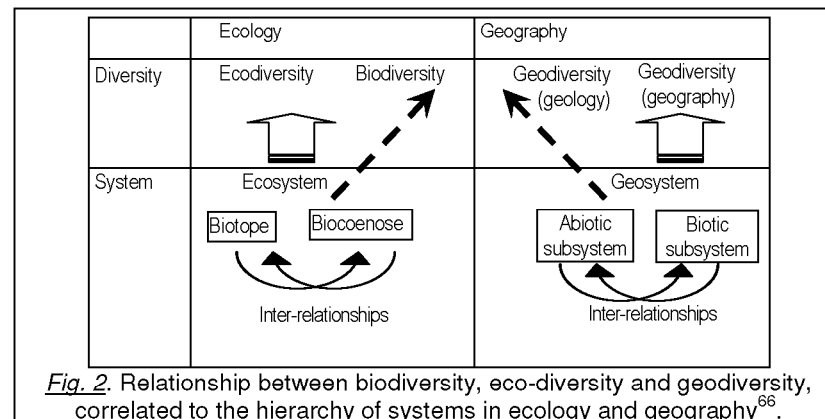 Ecology Geography
Diversity Ecodiversity Biodiversity Geodiversity (geology) Geodiversity (geography)
System Ecosystem Geosystem
Biotope Biocoenose Abiotic subsystem Biotic subsystem
Inter-relationships Inter-relationships
Fig. 2. Relationship between biodiversity, eco-diversity and geodiversity,
correlated to the hierarchy of systems in ecology and geography66.